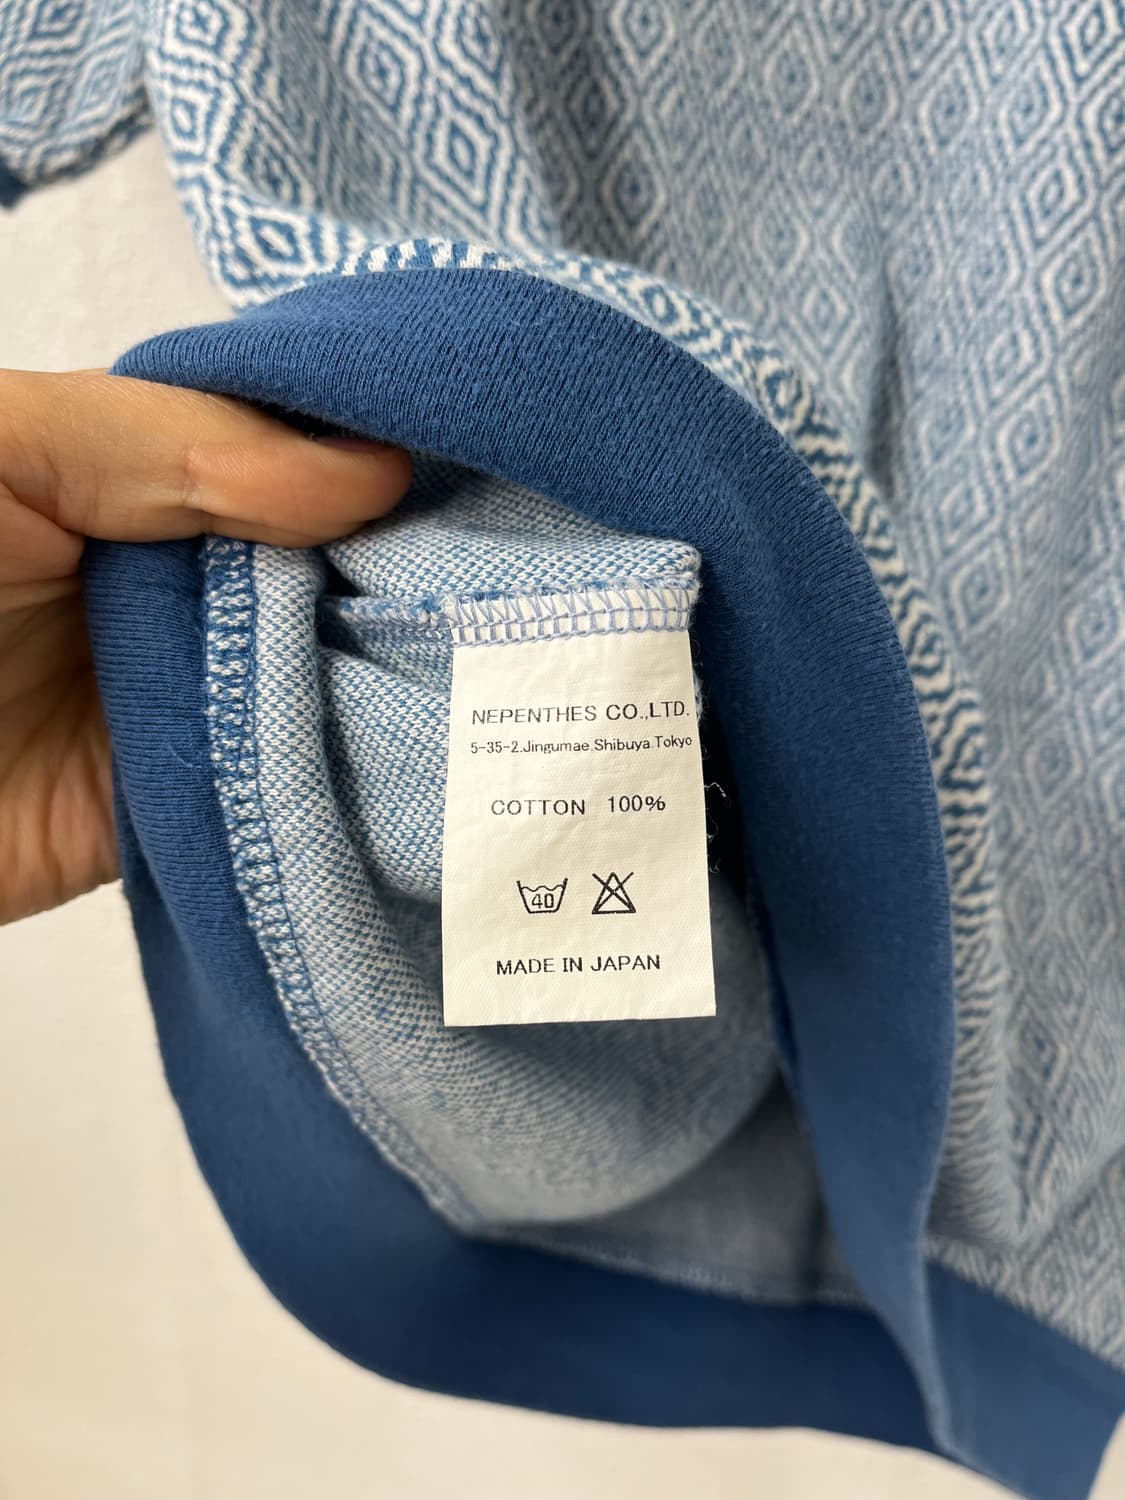 NEPENTHES CO.,LTD.
5-35-2.Jingumae.Shibuya.Tokyo
COTTON 100%
40
MADE IN JAPAN